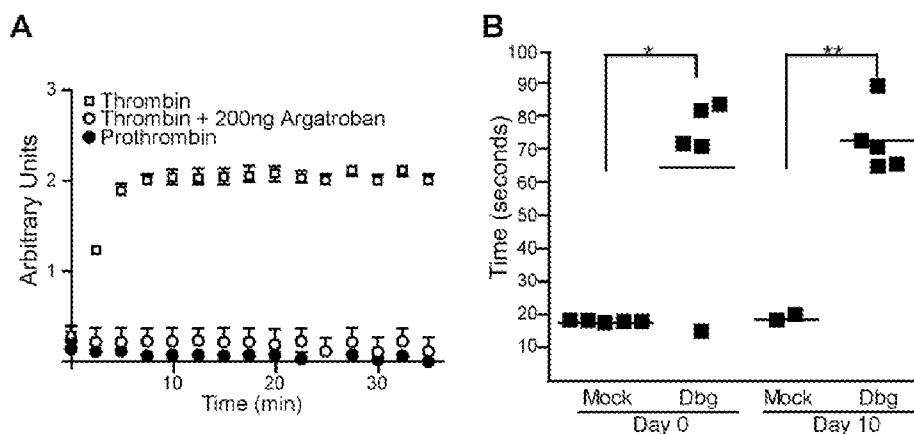 A
3
2
1
Arbitrary Units
Thrombin
Thrombin + 200ng Argatroban
Prothrombin
10
20
30
Time (min)
B
100
90
80
70
60
50
40
30
20
10
Time (seconds)
*
**
Mock
Dbg
Mock
Dbg
Day 0
Day 10